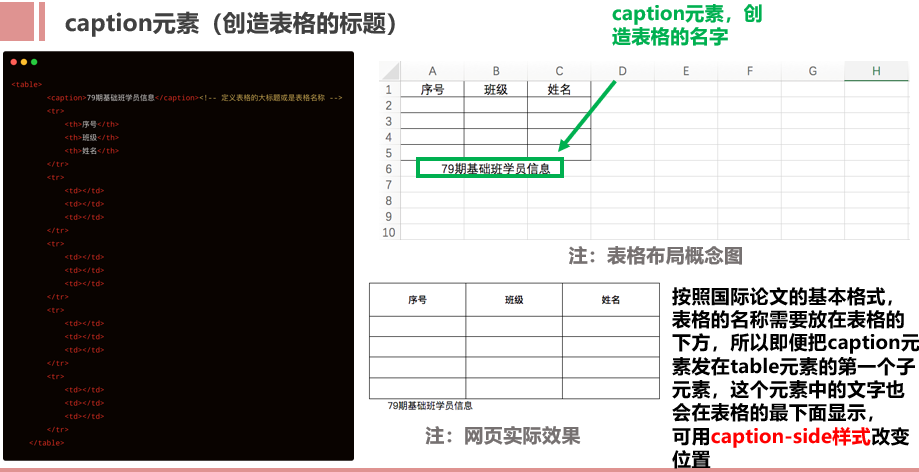 caption元素（创造表格的标题）
caption元素，创
造表格的名字
<table>
<caption>79期基础班学员信息</caption><!-- 定义表格的大标题或是表格名称 -->
<tr>
<th>序号</th>
<th>班级</th>
<th>姓名</th>
</tr>
<tr>
<td></td>
<td></td>
<td></td>
</tr>
<tr>
<td></td>
<td></td>
<td></td>
</tr>
<tr>
<td></td>
<td></td>
<td></td>
</tr>
<tr>
<td></td>
<td></td>
<td></td>
</tr>
</table>
A B C D E F G H
1 序号 班级 姓名
2
3
4
5
6 79期基础班学员信息
7
8
9
10
注：表格布局概念图
序号 班级 姓名
79期基础班学员信息
注：网页实际效果
按照国际论文的基本格式，
表格的名称需要放在表格的
下方，所以即便把caption元
素发在table元素的第一个子
元素，这个元素中的文字也
会在表格的最下面显示，
可用caption-side样式改变
位置